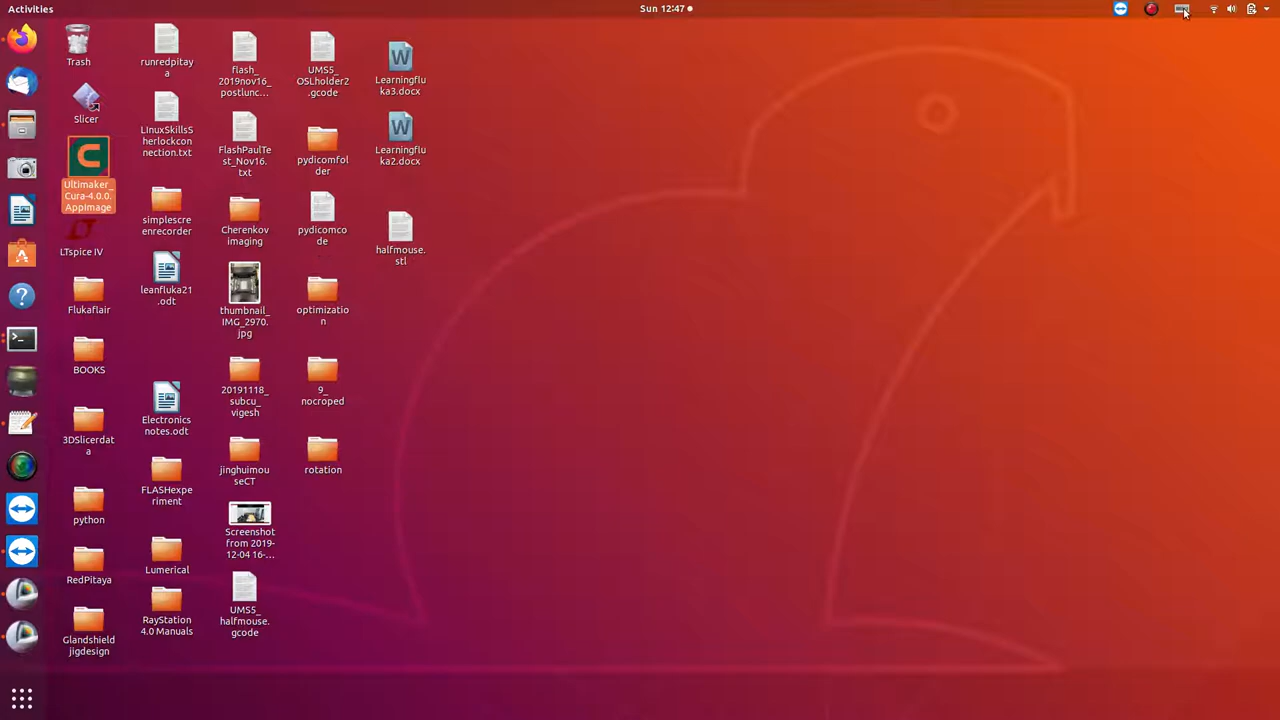 Activities
Sun 12:47
Trash
Slicer
Ultimaker_
Cura-4.0.0.
AppImage
LTspice IV
Flukaflair
BOOKS
3DSlicerdat
a
python
RedPitaya
Glandshield
jigdesign
runredpitay
a
LInuxSkillsS
herlockcon
nection.txt
simplescre
enrecorder
leanfluka21
.odt
Electronics
notes.odt
FLASHexpe
riment
Lumerical
RayStation
4.0 Manuals
flash_
2019nov16_
postlunc...
FlashPaulTe
st_Nov16.
txt
Cherenkov
imaging
thumbnail_
IMG_2970.
jpg
20191118_
subcu_
vigesh
jinghuimou
seCT
Screenshot
from 2019-
12-04 16-...
UMS5_
halfmouse.
gcode
UMS5_
OSLholder2
.gcode
pydicomfol
der
pydicomco
de
optimizatio
n
9_
nocroped
rotation
W
Learningflu
ka3.docx
W
Learningflu
ka2.docx
halfmouse.
stl